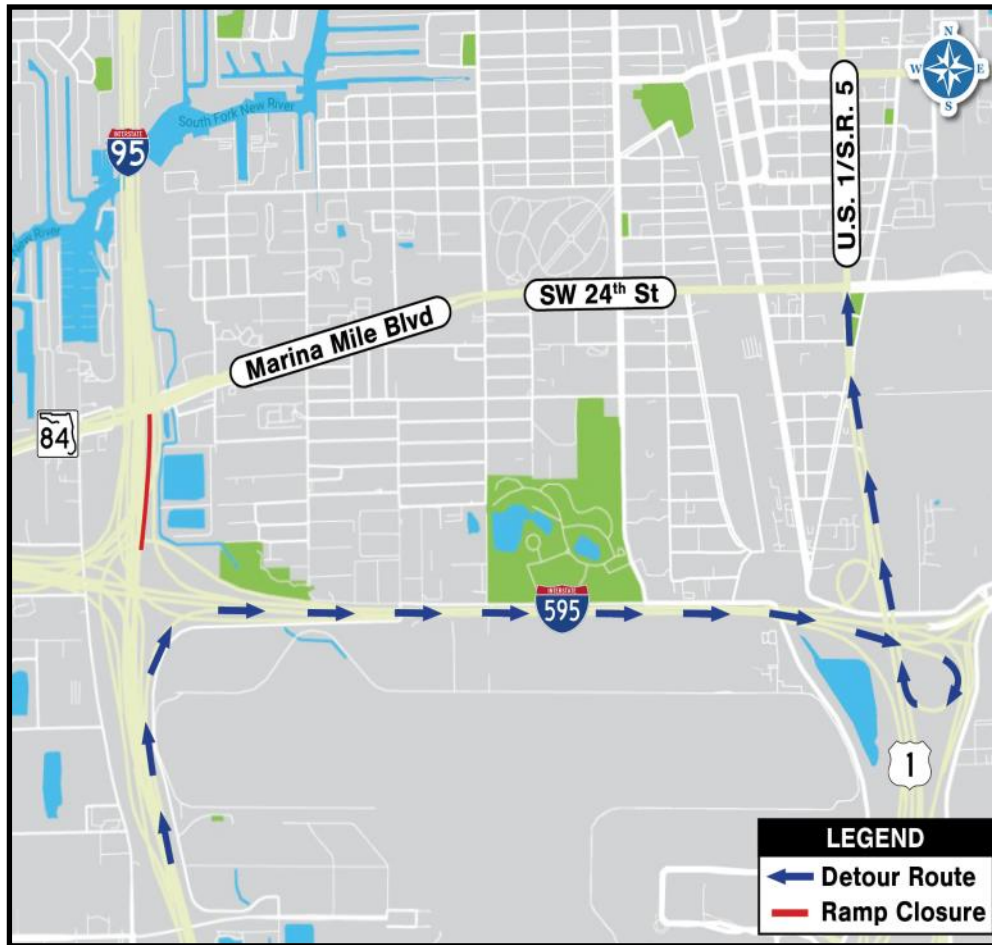 N
W E
S
South Fork New River
INTERSTATE
95
U.S. 1/S.R. 5
New River
SW 24th St
Marina Mile Blvd
84
INTERSTATE
595
1
LEGEND
Detour Route
Ramp Closure